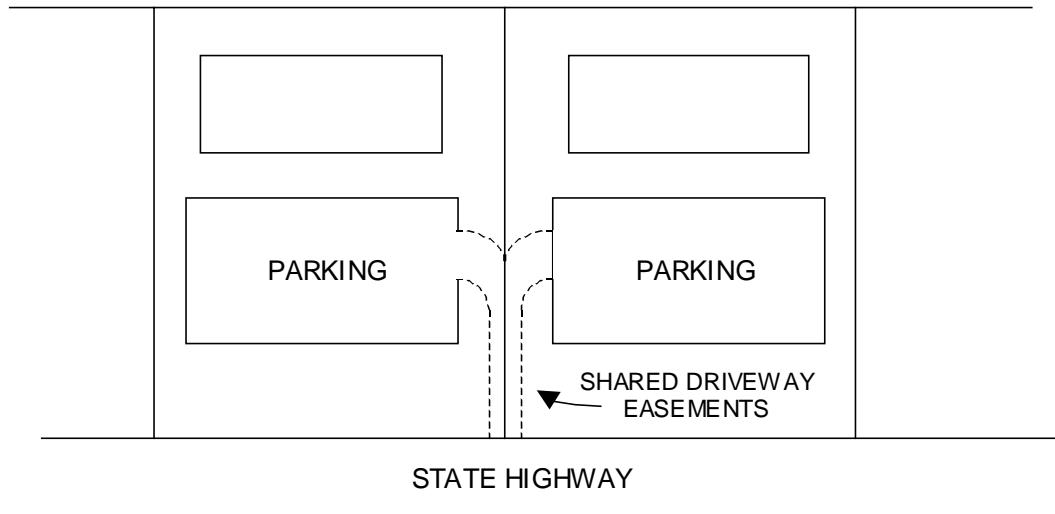 PARKING
PARKING
SHARED DRIVEWAY
EASEMENTS
STATE HIGHWAY